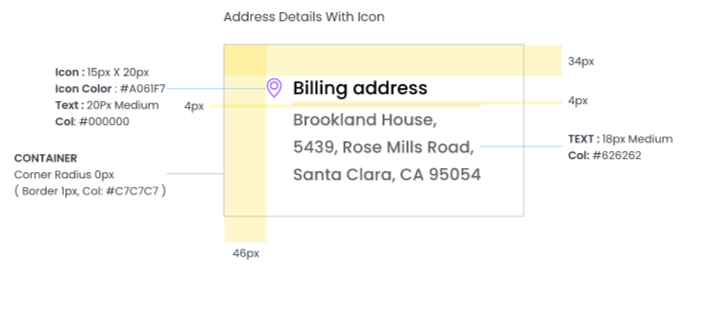 Address Details With Icon
34px
Icon : 15px X 20px
Icon Color : #A061F7
Text : 20Px Medium
Col: #000000
4px
Billing address
4px
Brookland House,
5439, Rose Mills Road,
Santa Clara, CA 95054
TEXT : 18px Medium
Col: #626262
CONTAINER
Corner Radius 0px
( Border 1px, Col: #C7C7C7 )
46px